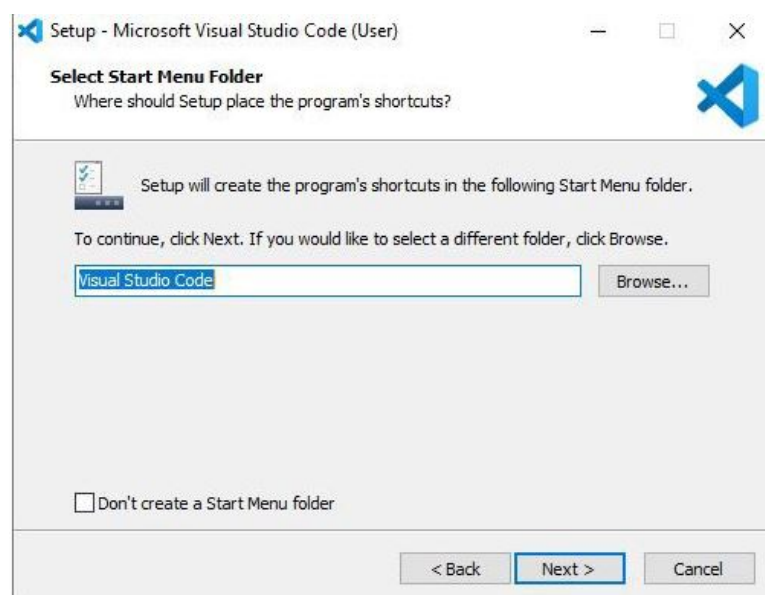 Setup - Microsoft Visual Studio Code (User)
Select Start Menu Folder
Where should Setup place the program's shortcuts?
Setup will create the program's shortcuts in the following Start Menu folder.
To continue, click Next. If you would like to select a different folder, click Browse.
Visual Studio Code
Browse...
Don't create a Start Menu folder
< Back
Next >
Cancel